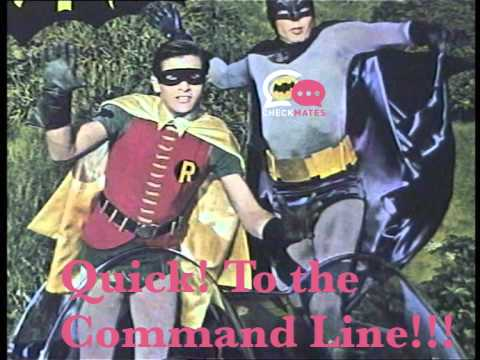 CHECKMATES
R
Quick! To the
Command Line!!!